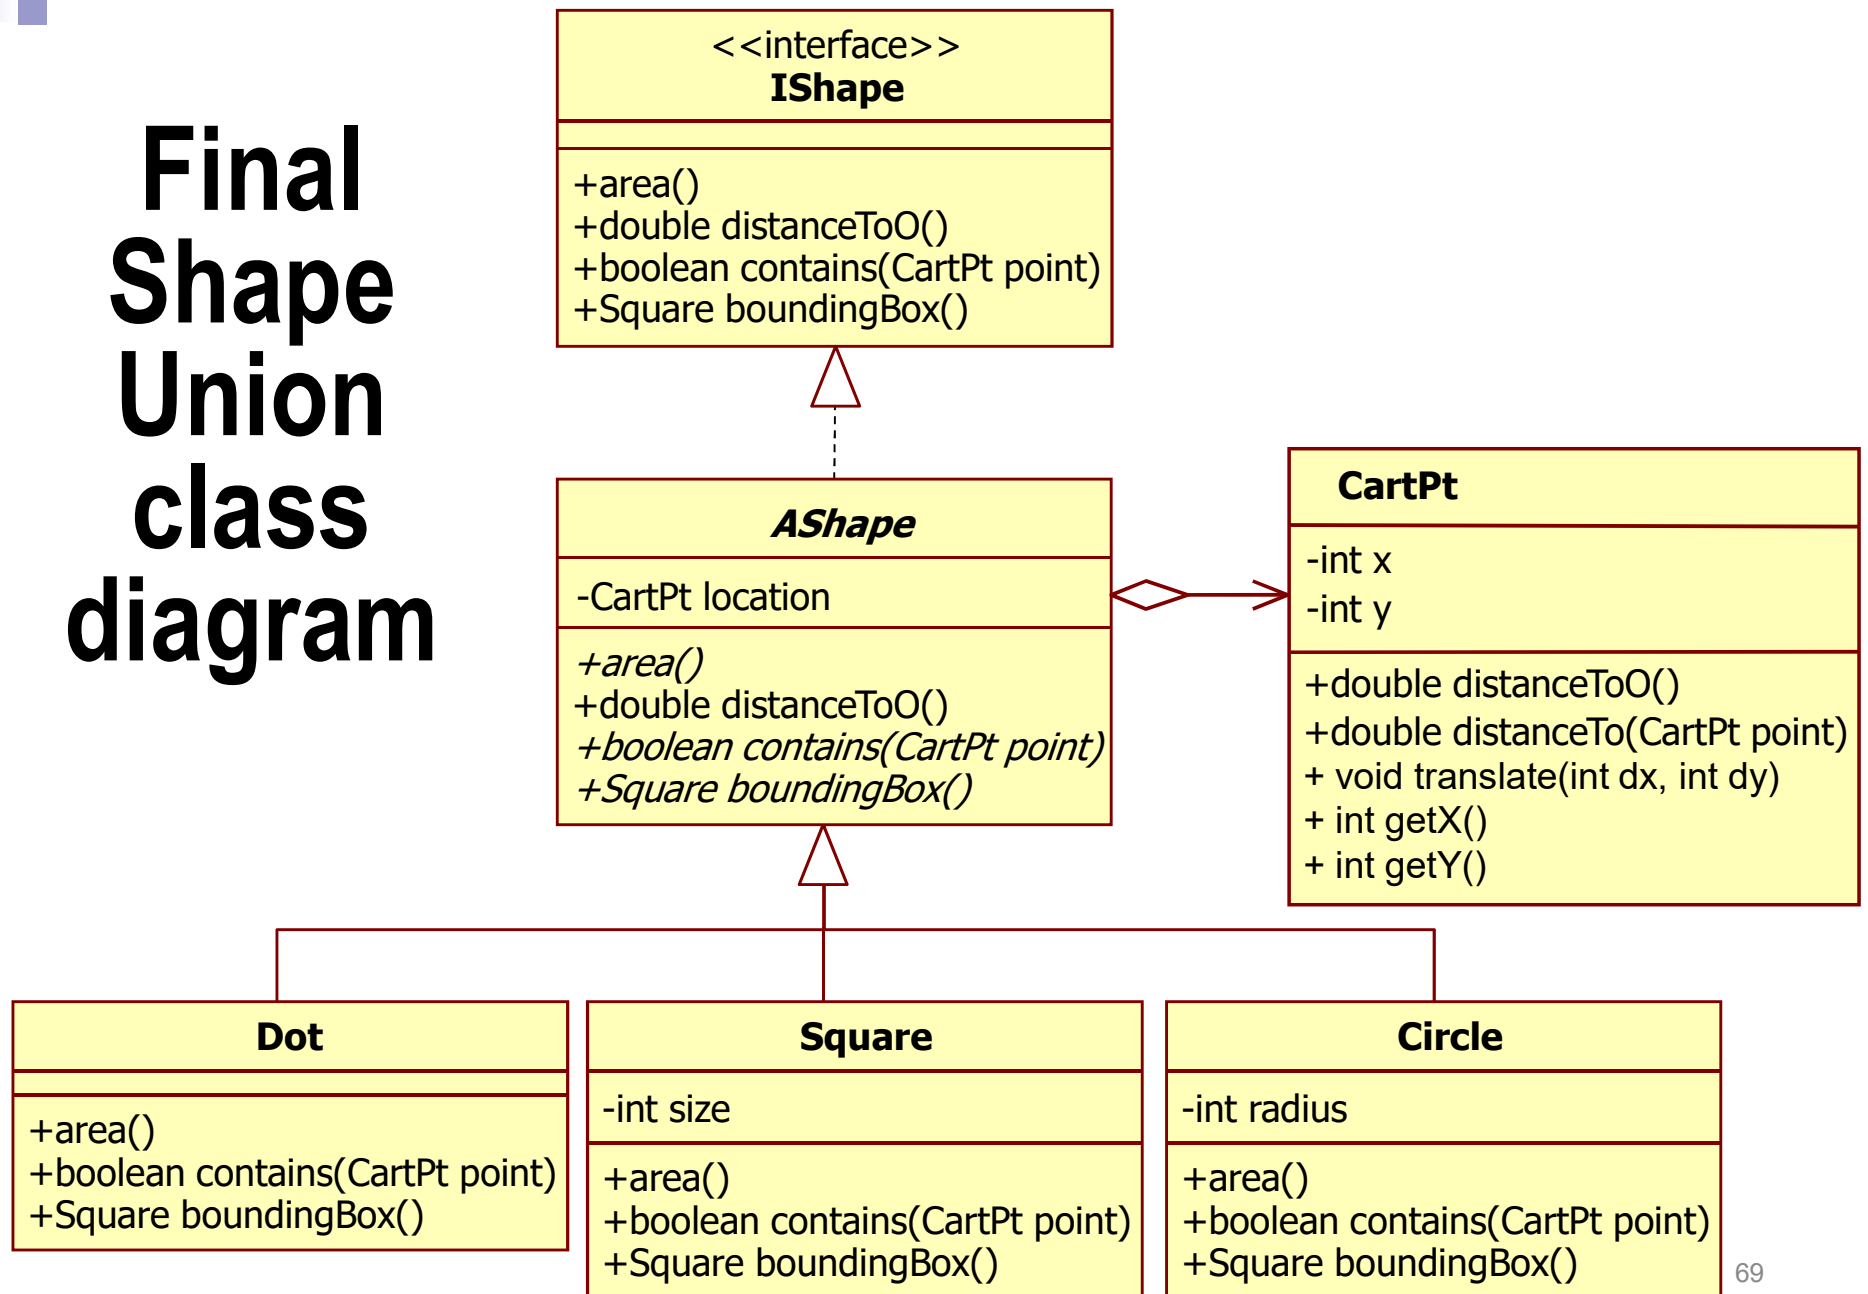 Final
Shape
Union
class
diagram
<<interface>>
IShape
+area()
+double distanceToO()
+boolean contains(CartPt point)
+Square boundingBox()
AShape
-CartPt location
+area()
+double distanceToO()
+boolean contains(CartPt point)
+Square boundingBox()
CartPt
-int x
-int y
+double distanceToO()
+double distanceTo(CartPt point)
+ void translate(int dx, int dy)
+ int getX()
+ int getY()
Dot
+area()
+boolean contains(CartPt point)
+Square boundingBox()
Square
-int size
+area()
+boolean contains(CartPt point)
+Square boundingBox()
Circle
-int radius
+area()
+boolean contains(CartPt point)
+Square boundingBox()
69